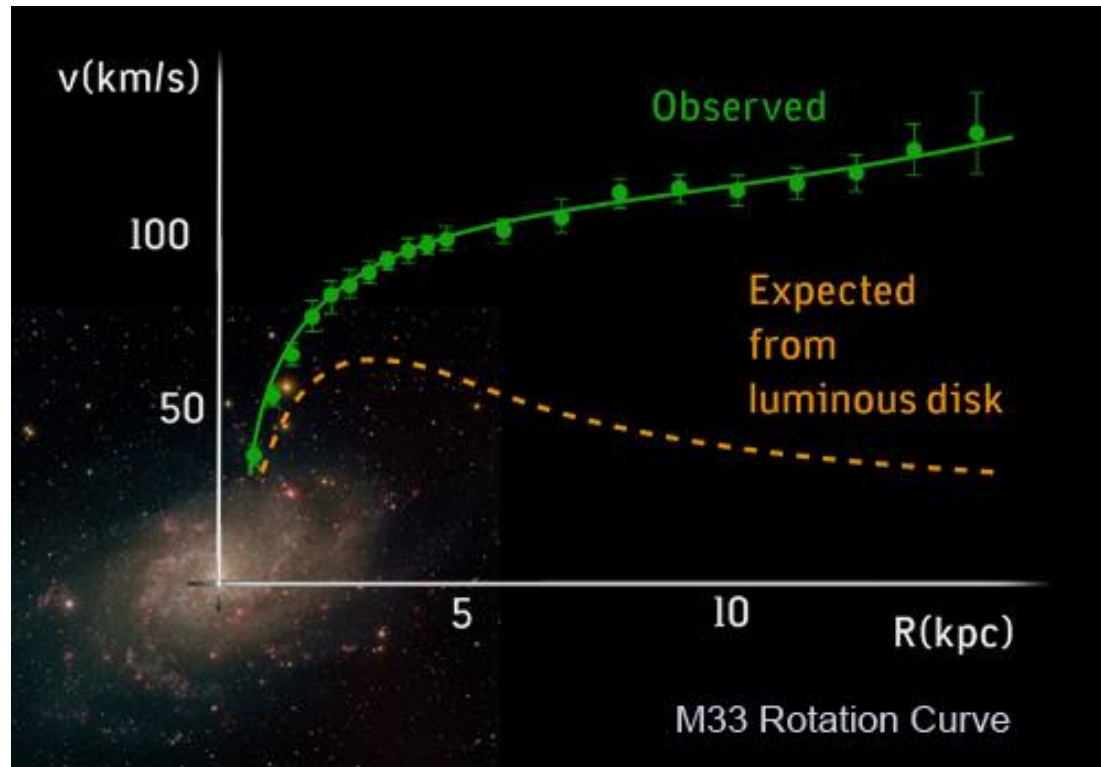 v(km/s)
Observed
100
Expected
from
luminous disk
50
5
10
R(kpc)
M33 Rotation Curve